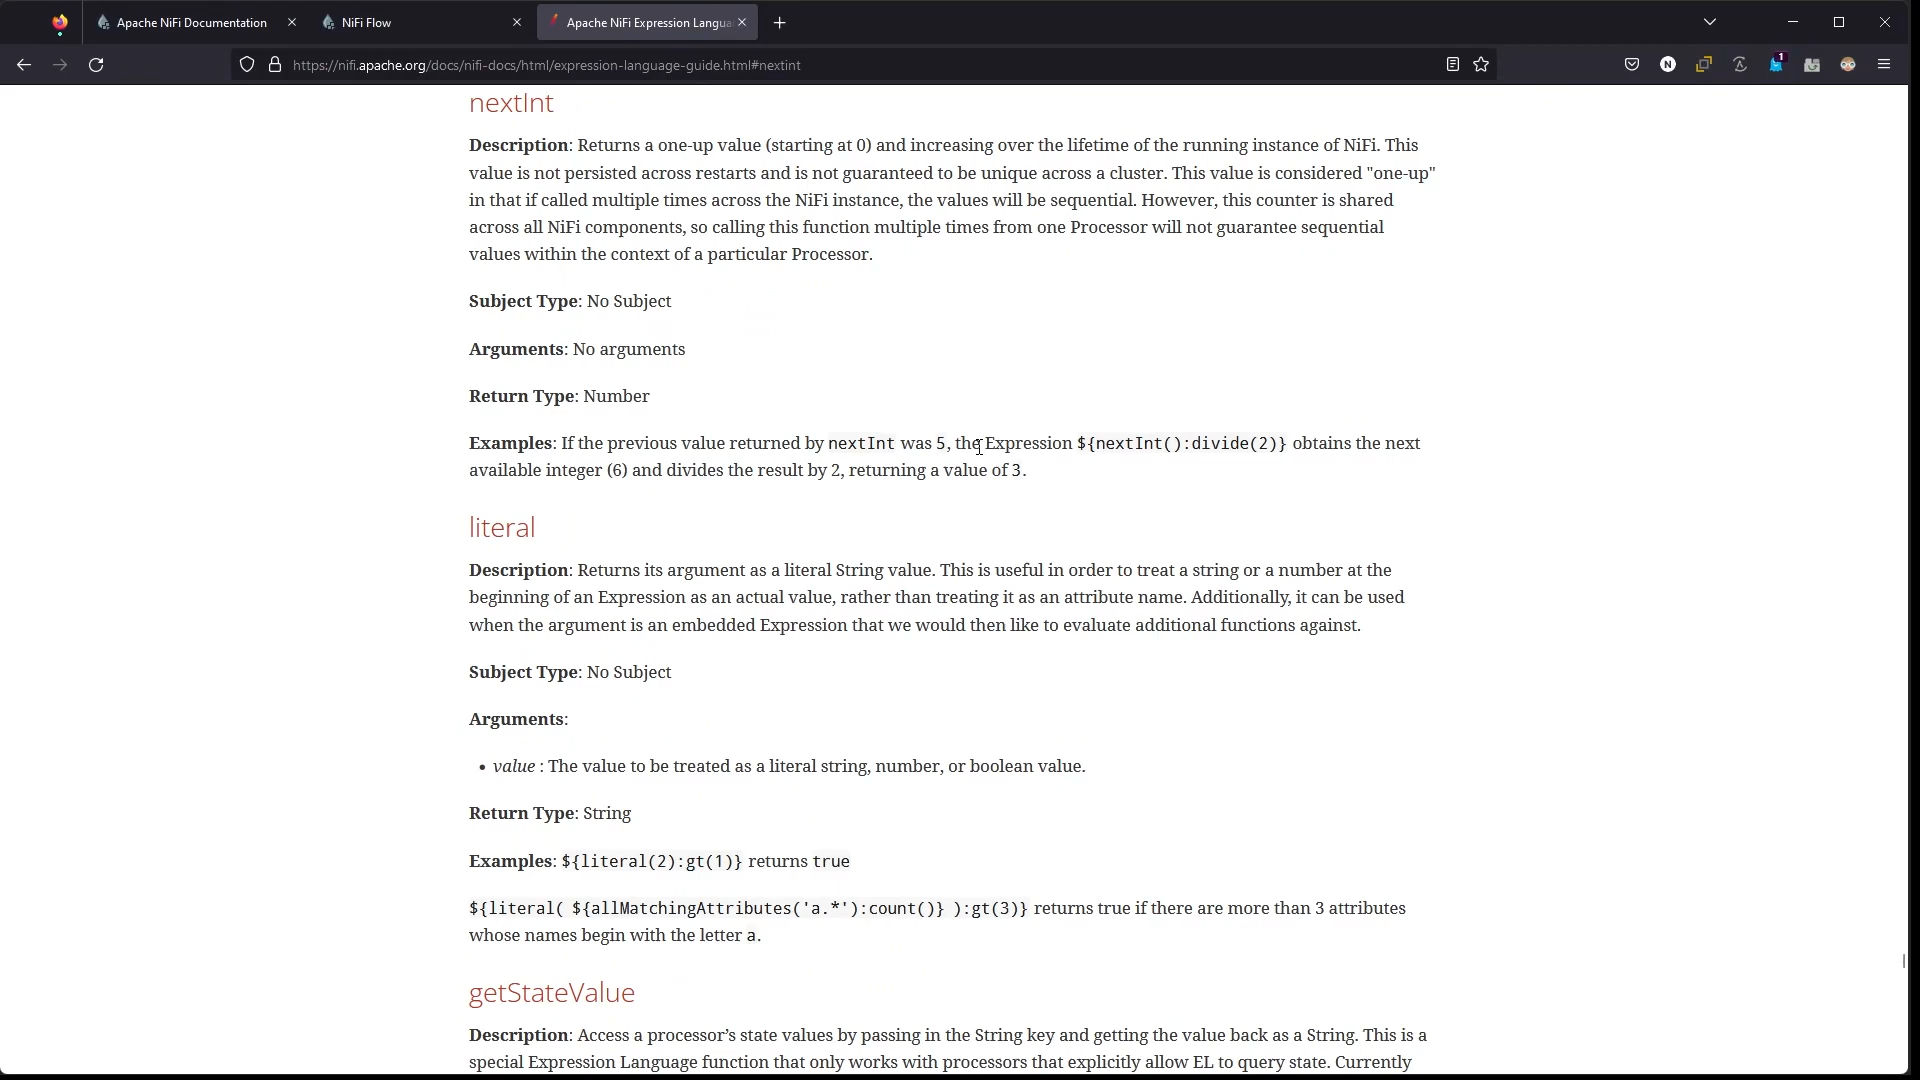 Apache NiFi Documentation
NiFi Flow
Apache NiFi Expression Langua
https://nifi.apache.org/docs/nifi-docs/html/expression-language-guide.html#nextint
N
1
nextInt
Description: Returns a one-up value (starting at 0) and increasing over the lifetime of the running instance of NiFi. This
value is not persisted across restarts and is not guaranteed to be unique across a cluster. This value is considered "one-up"
in that if called multiple times across the NiFi instance, the values will be sequential. However, this counter is shared
across all NiFi components, so calling this function multiple times from one Processor will not guarantee sequential
values within the context of a particular Processor.
Subject Type: No Subject
Arguments: No arguments
Return Type: Number
Examples: If the previous value returned by nextInt was 5, the Expression ${nextInt():divide(2)} obtains the next
available integer (6) and divides the result by 2, returning a value of 3.
literal
Description: Returns its argument as a literal String value. This is useful in order to treat a string or a number at the
beginning of an Expression as an actual value, rather than treating it as an attribute name. Additionally, it can be used
when the argument is an embedded Expression that we would then like to evaluate additional functions against.
Subject Type: No Subject
Arguments:
• value : The value to be treated as a literal string, number, or boolean value.
Return Type: String
Examples: ${literal(2):gt(1)} returns true
${literal( ${allMatchingAttributes('a.*'):count()} ):gt(3)} returns true if there are more than 3 attributes
whose names begin with the letter a.
getStateValue
Description: Access a processor’s state values by passing in the String key and getting the value back as a String. This is a
special Expression Language function that only works with processors that explicitly allow EL to query state. Currently